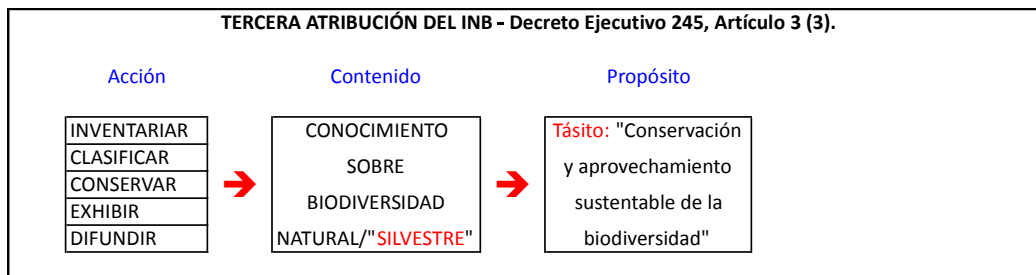 TERCERA ATRIBUCIÓN DEL INB - Decreto Ejecutivo 245, Artículo 3 (3).
Acción
Contenido
Propósito
INVENTARIAR
CLASIFICAR
CONSERVAR
EXHIBIR
DIFUNDIR
CONOCIMIENTO
SOBRE
BIODIVERSIDAD
NATURAL/"SILVESTRE"
Tásito: "Conservación
y aprovechamiento
sustentable de la
biodiversidad"